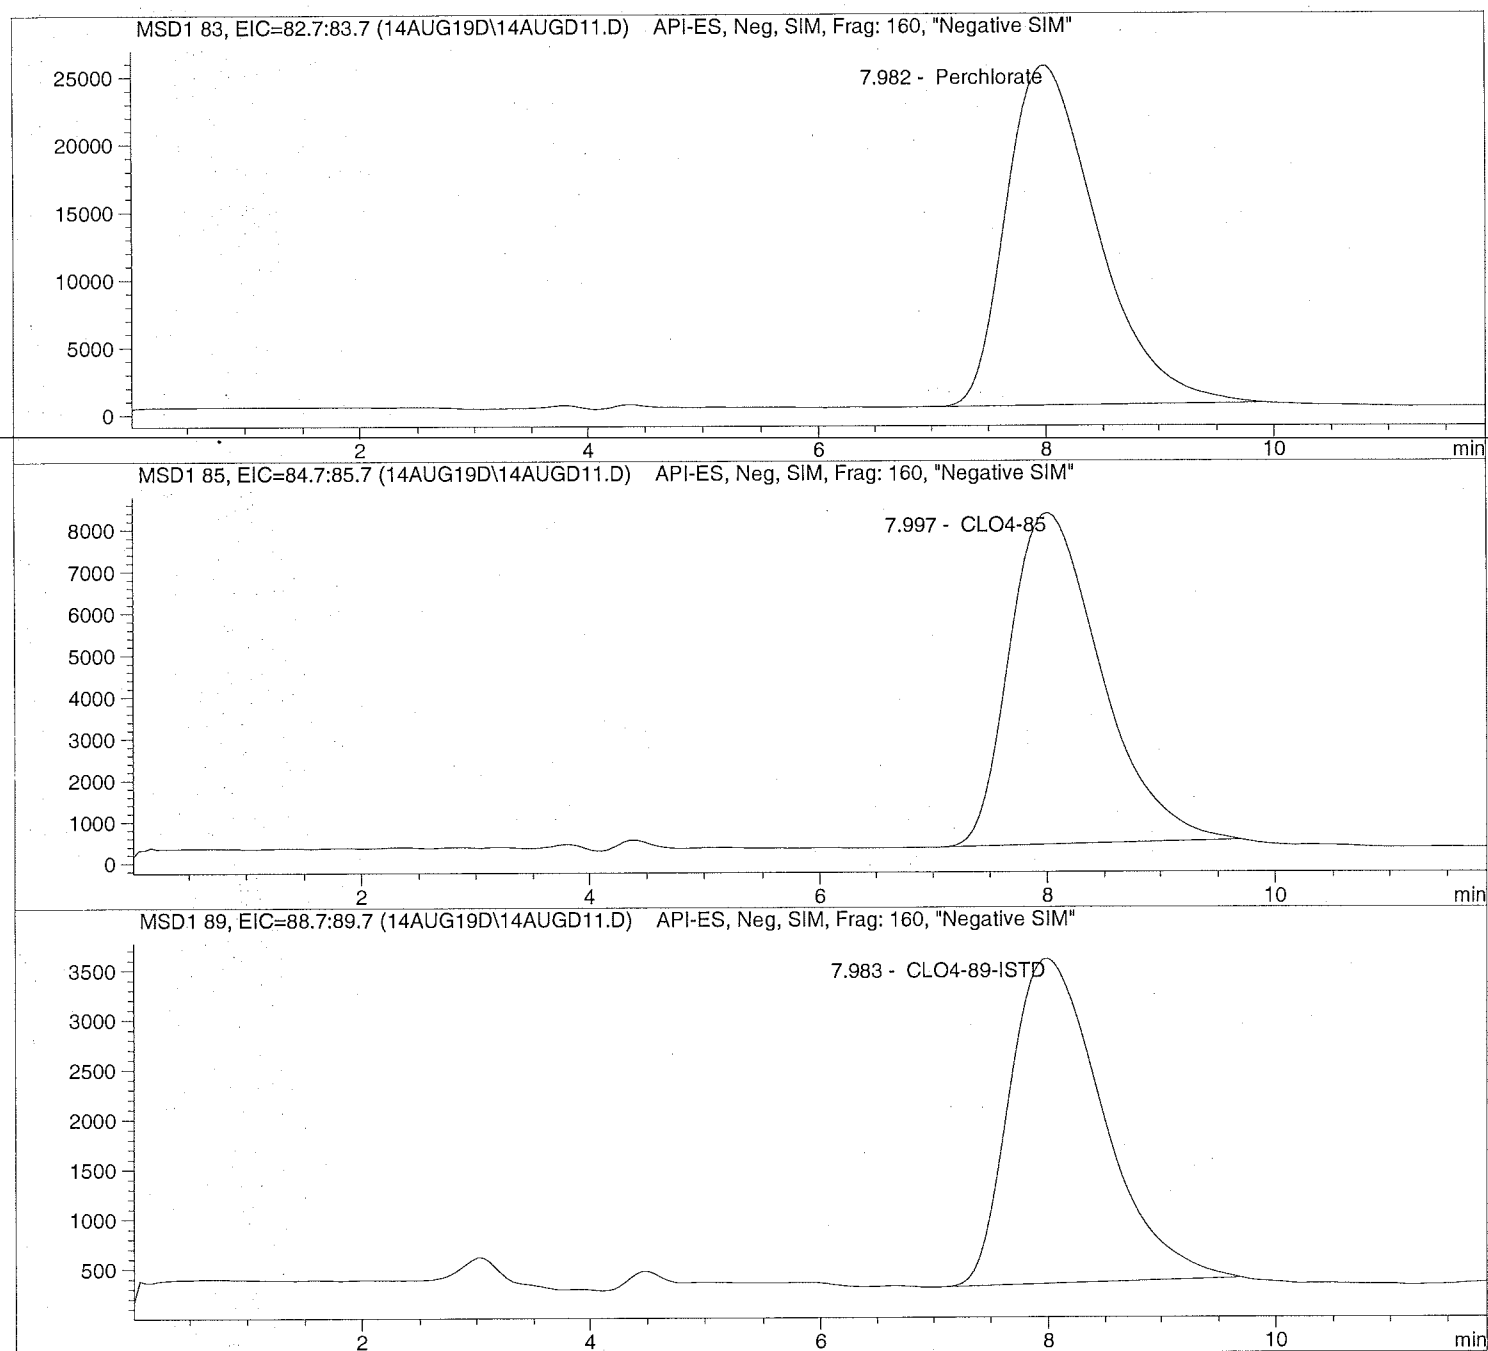 MSD1 83, EIC=82.7:83.7 (14AUG19D\14AUGD11.D) API-ES, Neg, SIM, Frag: 160, "Negative SIM"
7.982 - Perchlorate
25000
20000
15000
10000
5000
0
2 4 6 8 10 min
MSD1 85, EIC=84.7:85.7 (14AUG19D\14AUGD11.D) API-ES, Neg, SIM, Frag: 160, "Negative SIM"
7.997 - CLO4-85
8000
7000
6000
5000
4000
3000
2000
1000
0
2 4 6 8 10 min
MSD1 89, EIC=88.7:89.7 (14AUG19D\14AUGD11.D) API-ES, Neg, SIM, Frag: 160, "Negative SIM"
7.983 - CLO4-89-ISTD
3500
3000
2500
2000
1500
1000
500
2 4 6 8 10 min